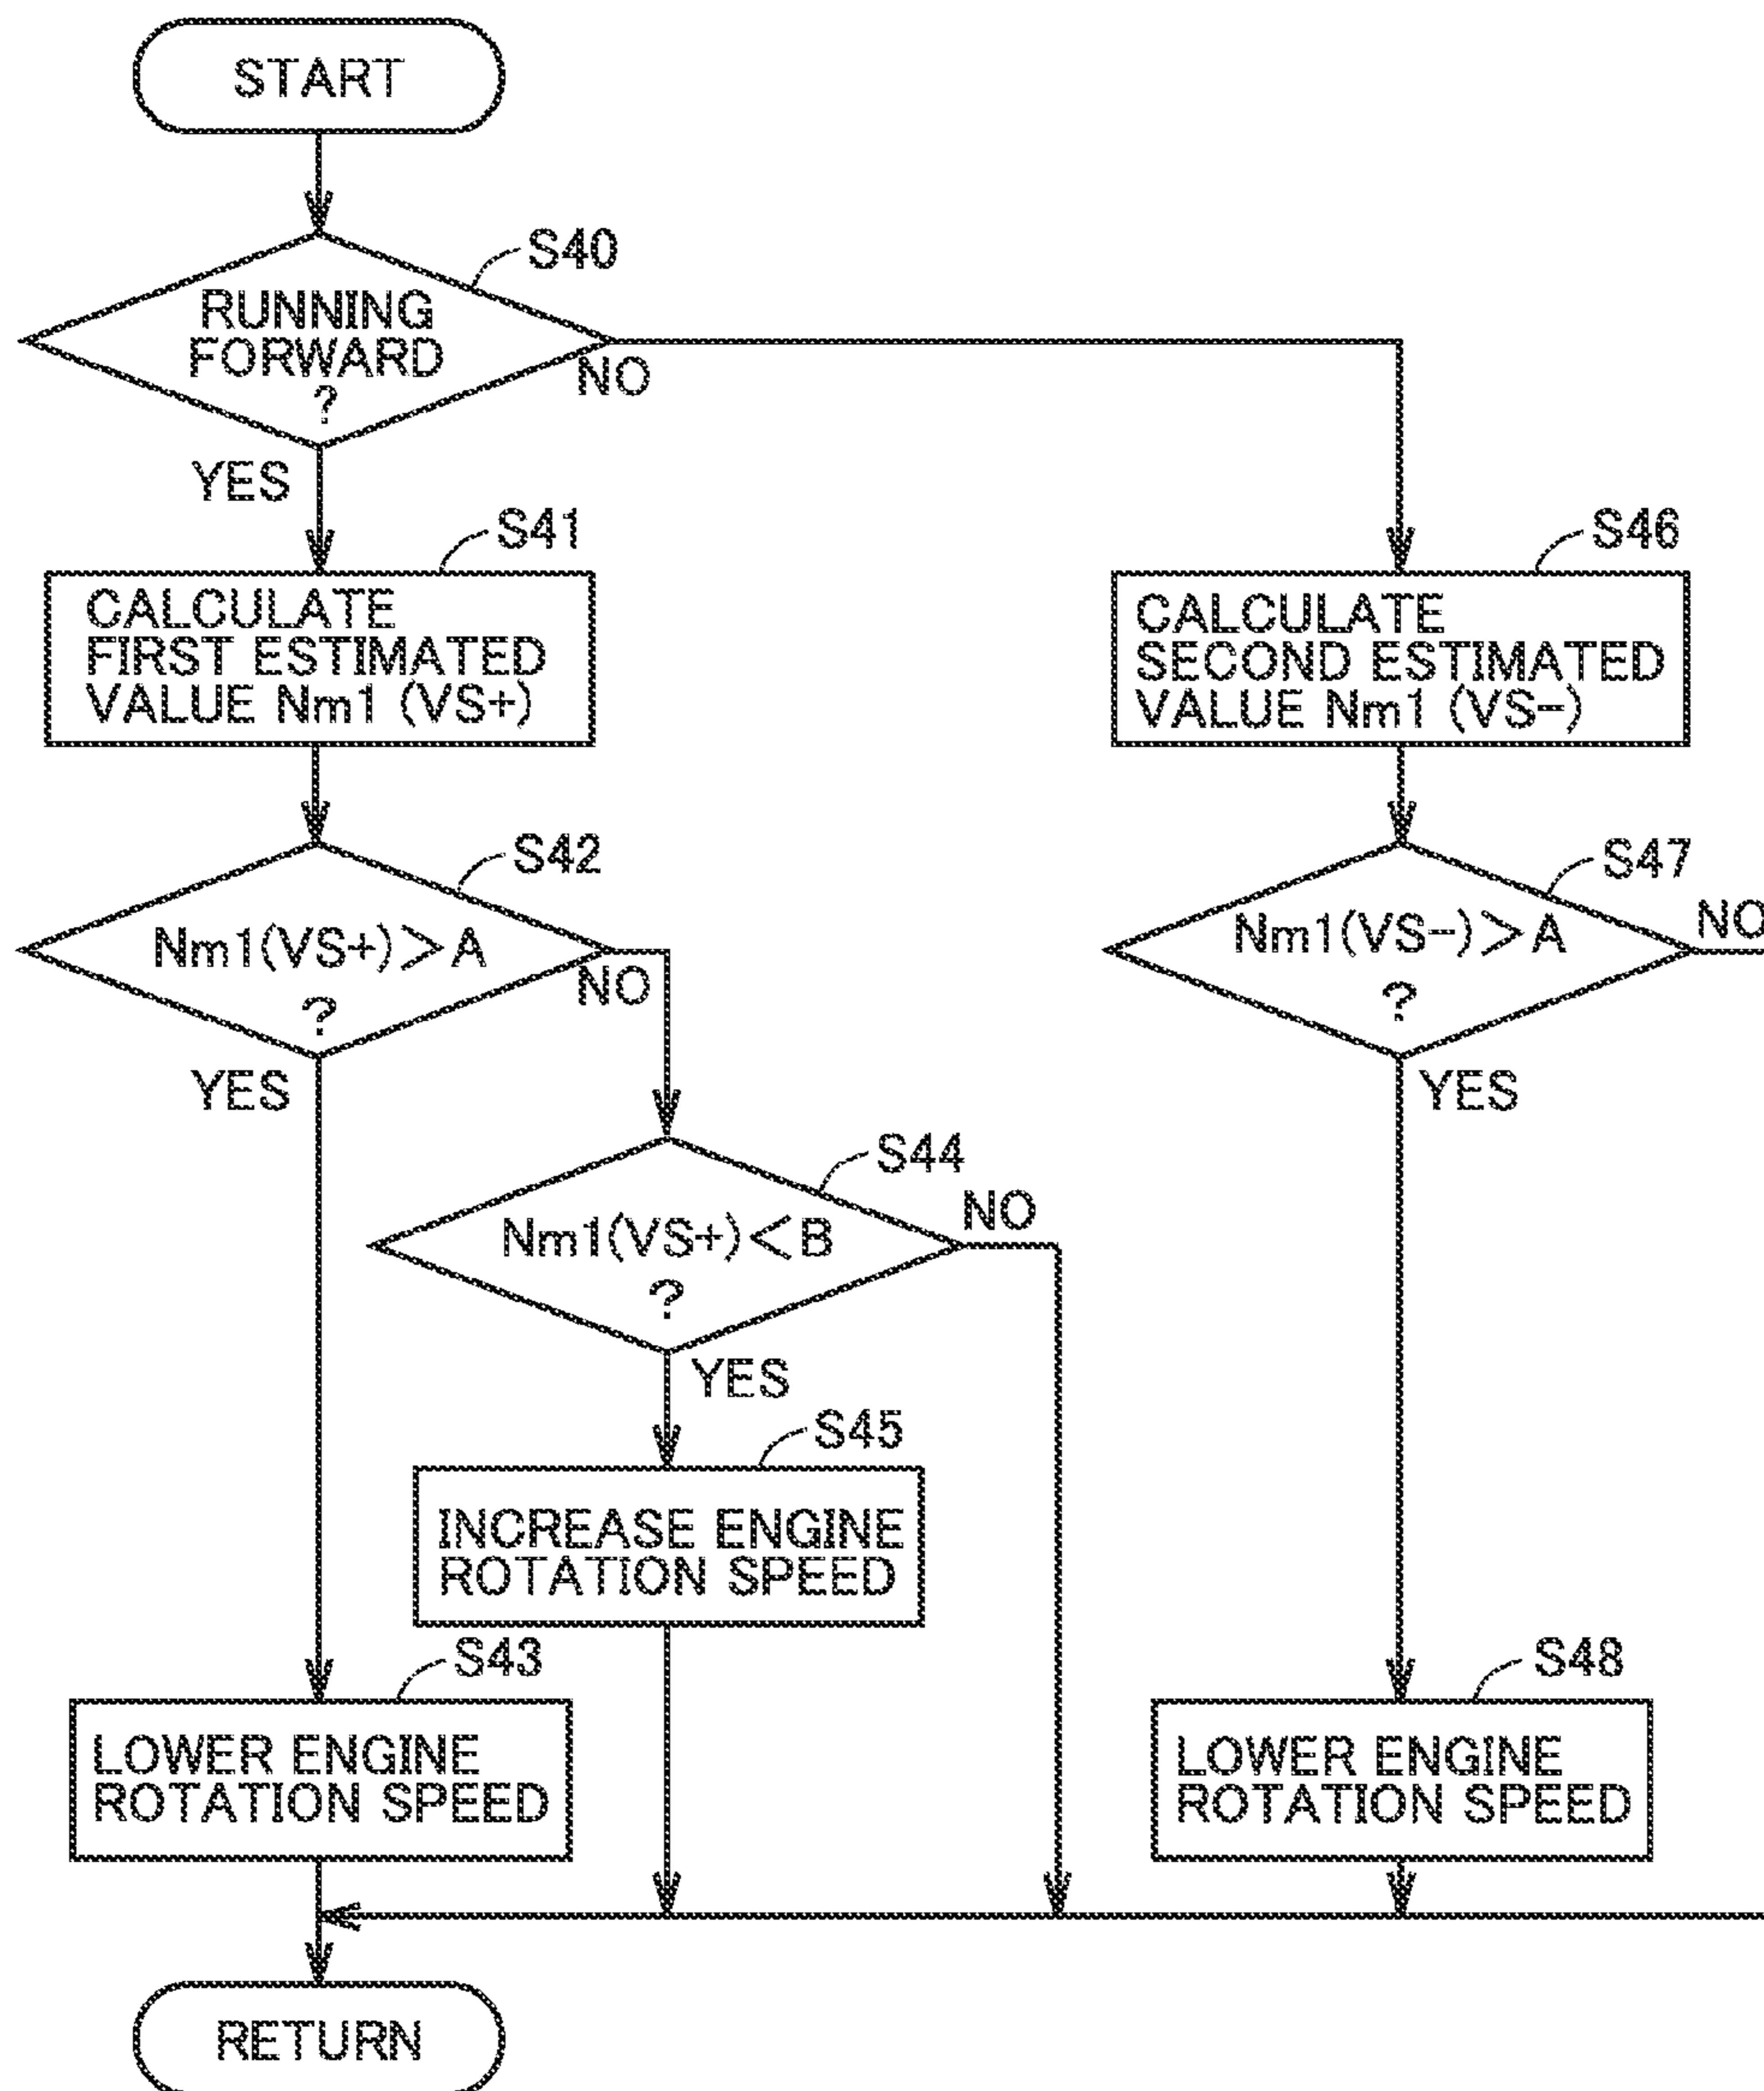 START
S40
RUNNING
FORWARD
?
NO
YES
S41
CALCULATE
FIRST ESTIMATED
VALUE Nm1 (VS+)
S46
CALCULATE
SECOND ESTIMATED
VALUE Nm1 (VS-)
S42
Nm1(VS+)>A
?
NO
YES
S47
Nm1(VS-)>A
?
NO
YES
S44
Nm1(VS+)<B
?
NO
YES
S45
INCREASE ENGINE
ROTATION SPEED
S43
LOWER ENGINE
ROTATION SPEED
S48
LOWER ENGINE
ROTATION SPEED
RETURN